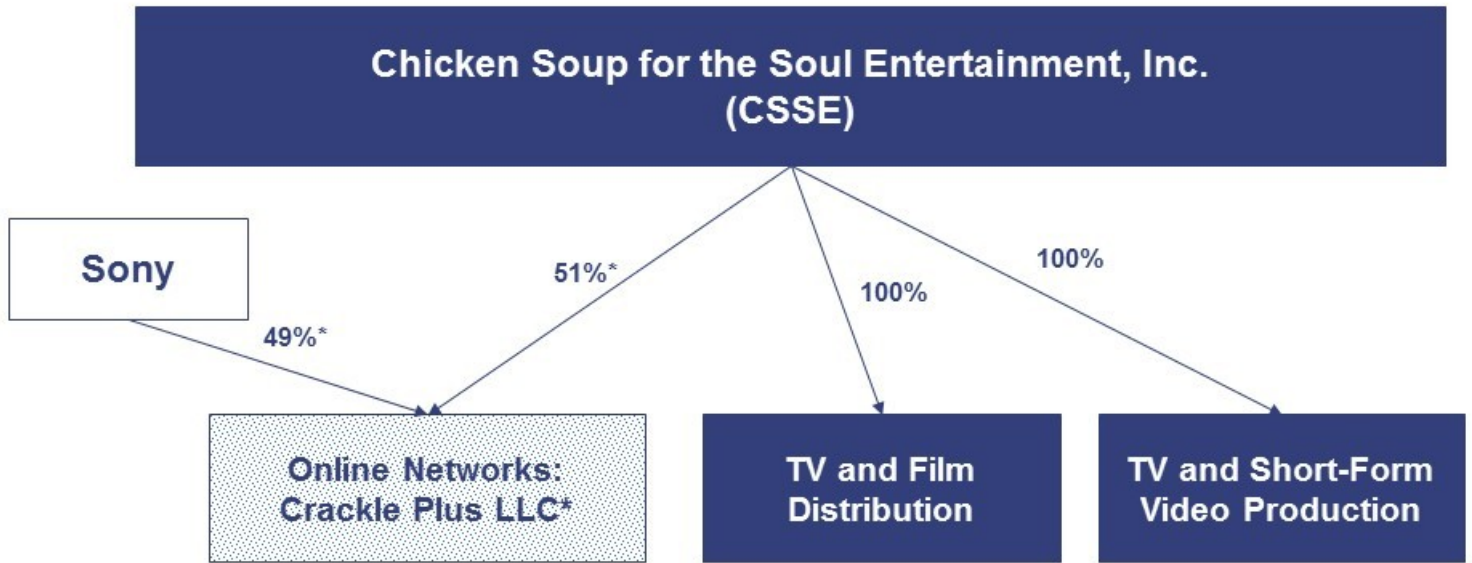 Chicken Soup for the Soul Entertainment, Inc.
(CSSE)
Sony
51%*
100%
100%
49%*
Online Networks:
Crackle Plus LLC*
TV and Film
Distribution
TV and Short-Form
Video Production